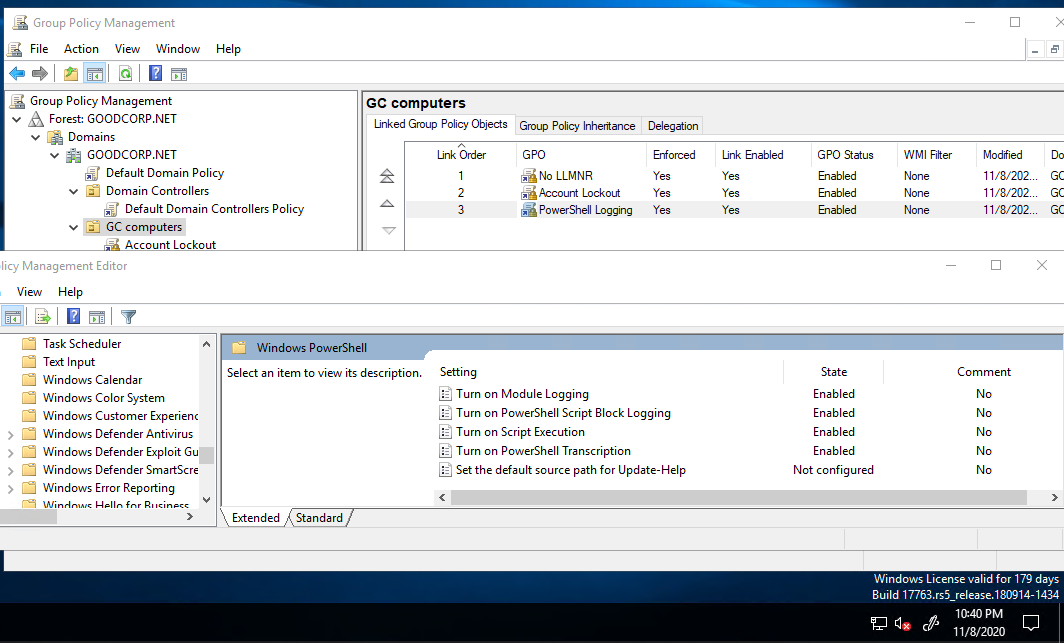 Group Policy Management
File Action View Window Help
Group Policy Management
Forest: GOODCORP.NET
Domains
GOODCORP.NET
Default Domain Policy
Domain Controllers
Default Domain Controllers Policy
GC computers
Account Lockout
GC computers
Linked Group Policy Objects Group Policy Inheritance Delegation
Link Order GPO Enforced Link Enabled GPO Status WMI Filter Modified Do
1 No LLMNR Yes Yes Enabled None 11/8/202... GC
2 Account Lockout Yes Yes Enabled None 11/8/202... GC
3 PowerShell Logging Yes Yes Enabled None 11/8/202... GC
licy Management Editor
View Help
Task Scheduler
Text Input
Windows Calendar
Windows Color System
Windows Customer Experienc
Windows Defender Antivirus
Windows Defender Exploit Gu
Windows Defender SmartScre
Windows Error Reporting
Windows Hello for Business
Windows PowerShell
Select an item to view its description.
Setting State Comment
Turn on Module Logging Enabled No
Turn on PowerShell Script Block Logging Enabled No
Turn on Script Execution Enabled No
Turn on PowerShell Transcription Enabled No
Set the default source path for Update-Help Not configured No
Extended Standard
Windows License valid for 179 days
Build 17763.rs5_release.180914-1434
10:40 PM
11/8/2020